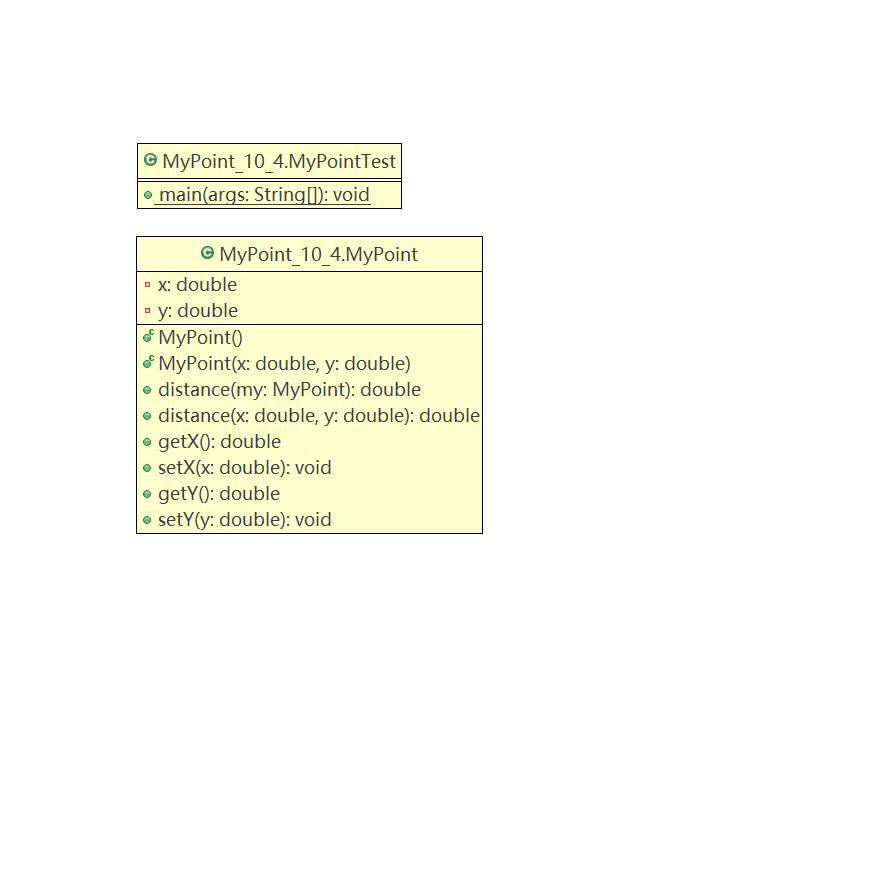 MyPoint_10_4.MyPointTest
main(args: String[]): void
MyPoint_10_4.MyPoint
x: double
y: double
MyPoint()
MyPoint(x: double, y: double)
distance(my: MyPoint): double
distance(x: double, y: double): double
getX(): double
setX(x: double): void
getY(): double
setY(y: double): void